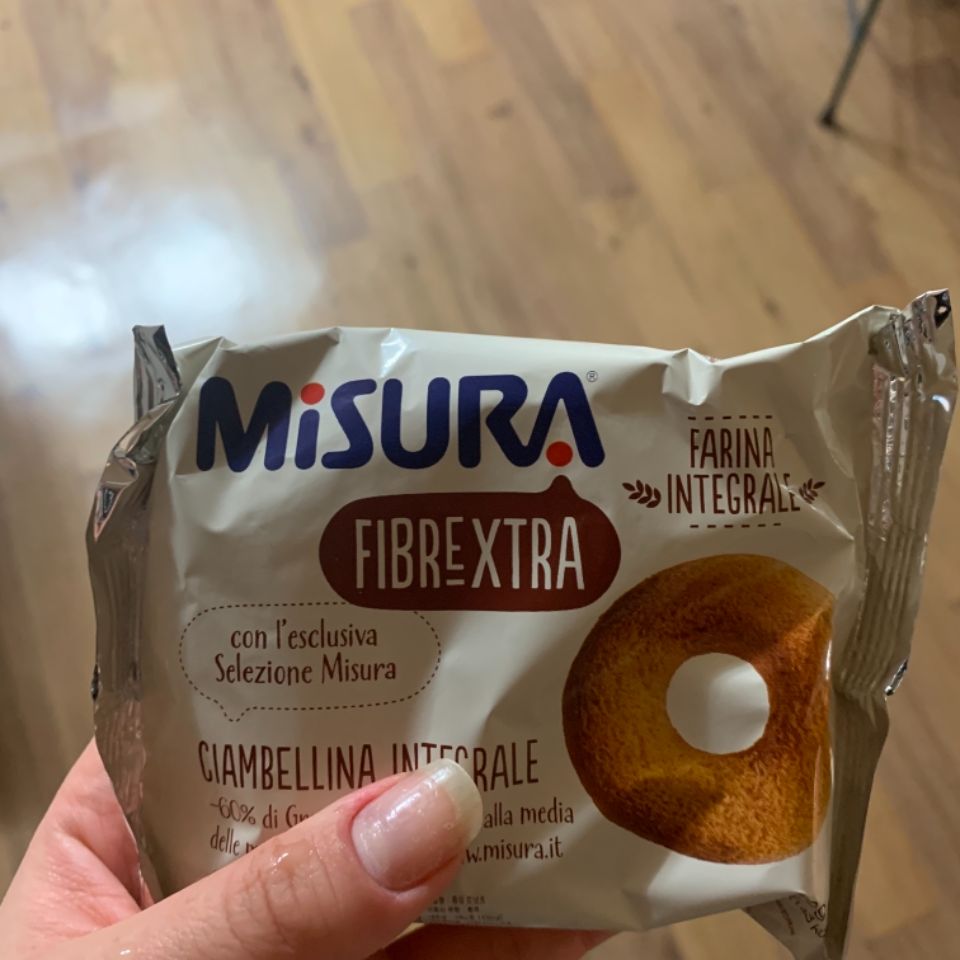 MiSURA®
FARINA
INTEGRALE
FIBREXTRA
con l'esclusiva
Selezione Misura
CIAMBELLINA INTEGRALE
-60% di alla media
delle www.misura.it